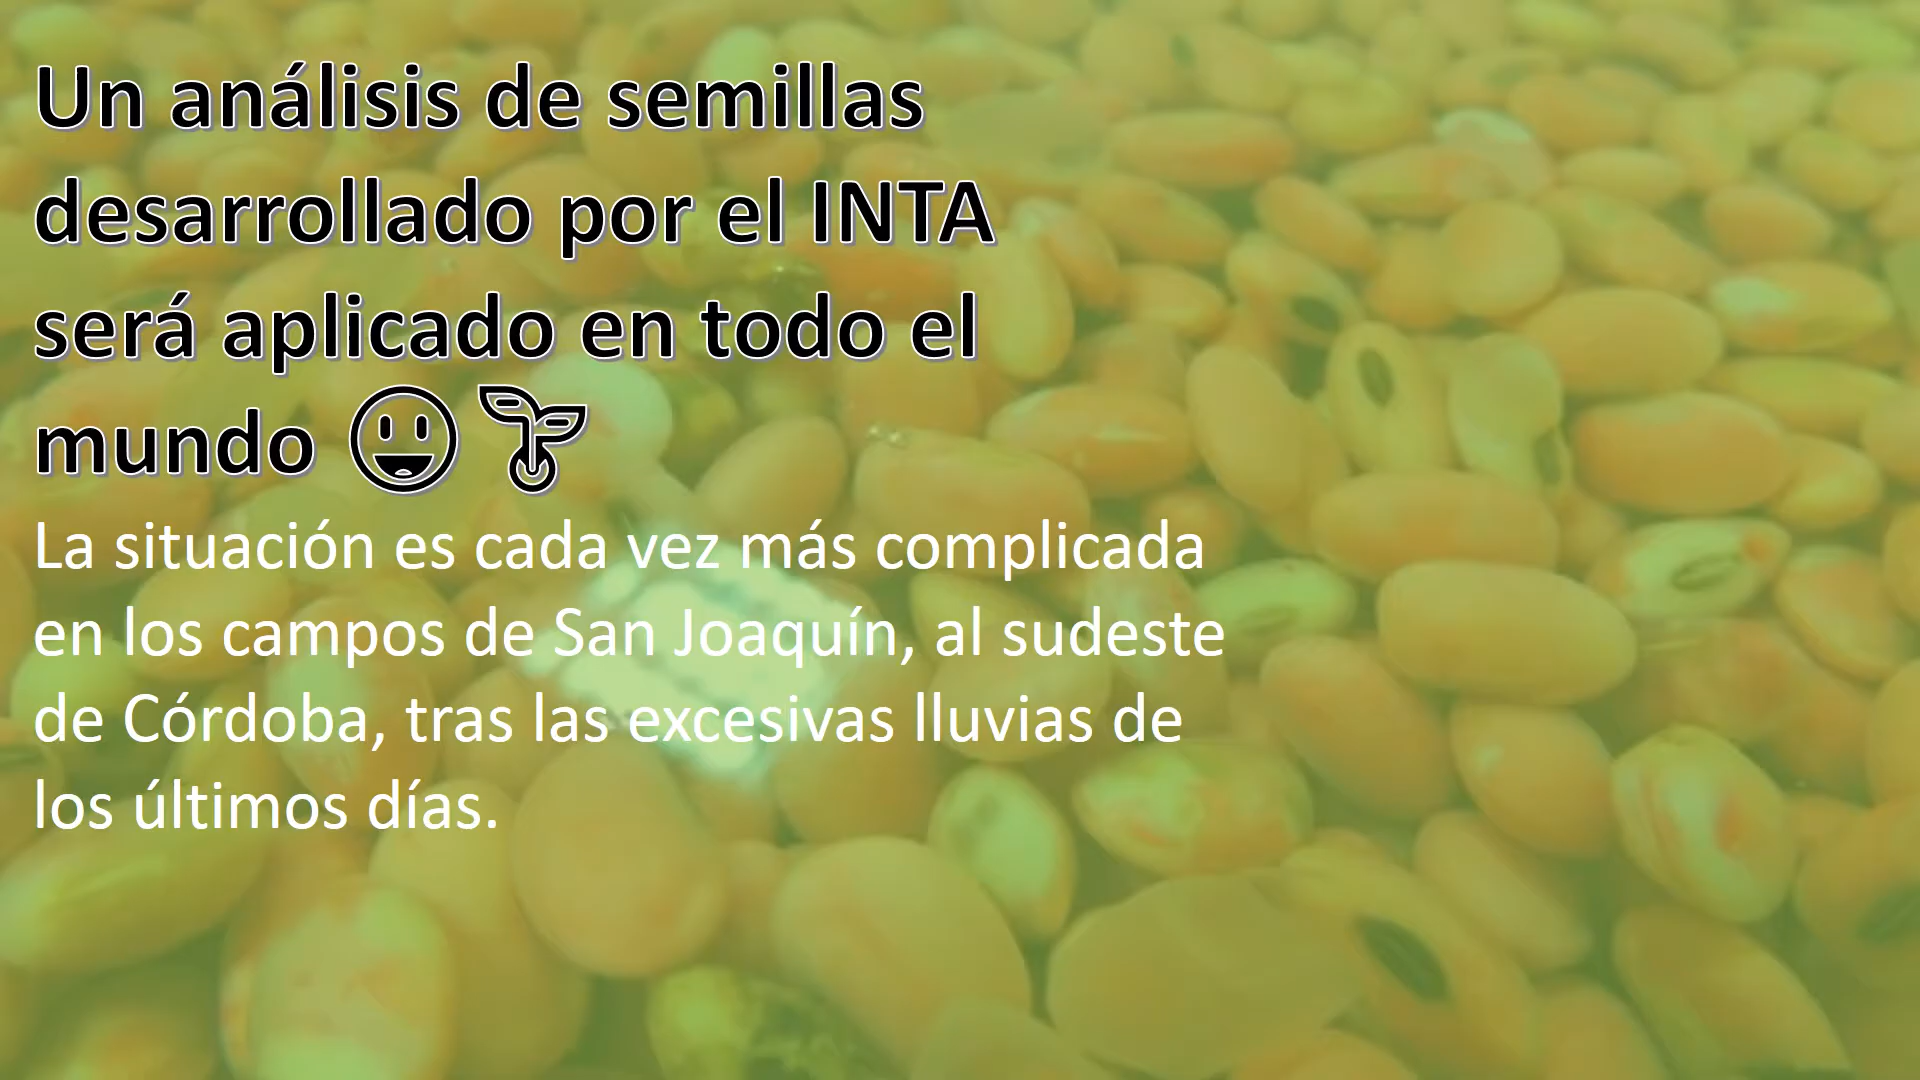 Un análisis de semillas
desarrollado por el INTA
será aplicado en todo el
mundo 😃🌱
La situación es cada vez más complicada
en los campos de San Joaquín, al sudeste
de Córdoba, tras las excesivas lluvias de
los últimos días.